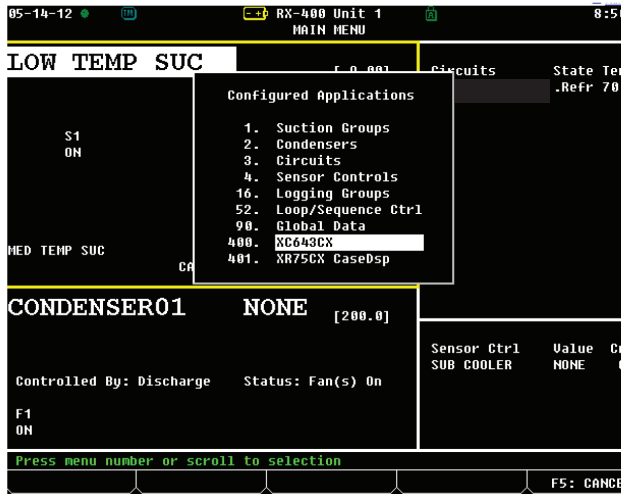 05-14-12 TM - + RX-400 Unit 1 A 8:50
MAIN MENU
LOW TEMP SUC
Circuits State
.Refr 70
S1
ON
MED TEMP SUC
Configured Applications
1. Suction Groups
2. Condensers
3. Circuits
4. Sensor Controls
16. Logging Groups
52. Loop/Sequence Ctrl
90. Global Data
400. XC643CX
401. XR75CX CaseDsp
CONDENSER01 NONE [200.0]
Controlled By: Discharge Status: Fan(s) On
F1
ON
Sensor Ctrl Value
SUB COOLER NONE
Press menu number or scroll to selection
F5: CANCE